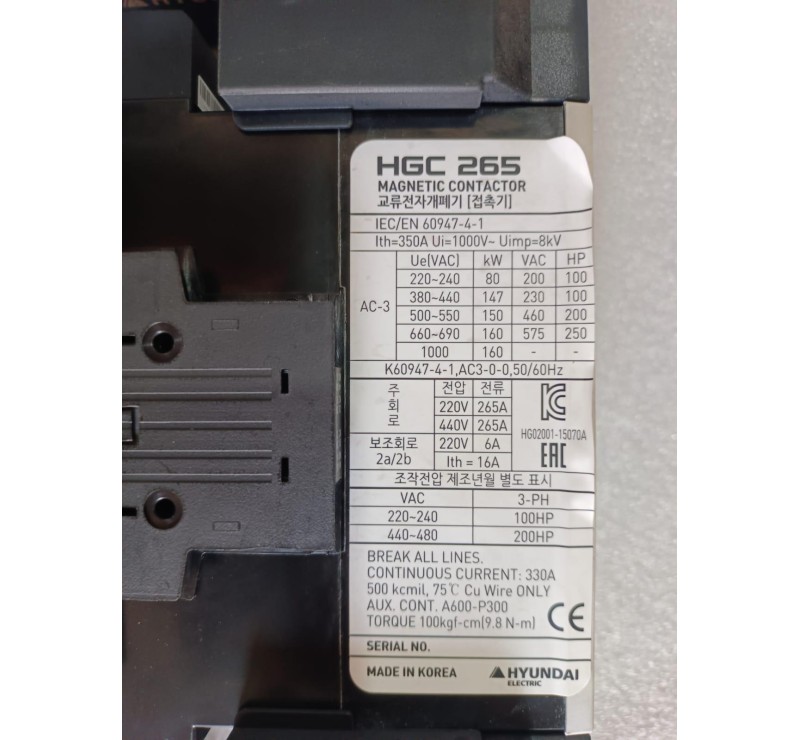 HGC 265
MAGNETIC CONTACTOR
교류전자개폐기 [접촉기]
IEC/EN 60947-4-1
Ith=350A Ui=1000V~ Uimp=8kV
AC-3
Ue(VAC) kW VAC HP
220~240 80 200 100
380~440 147 230 100
500~550 150 460 200
660~690 160 575 250
1000 160 - -
K60947-4-1,AC3-0-0,50/60Hz
주회로 전압 전류
220V 265A
440V 265A
보조회로 2a/2b 220V 6A
Ith = 16A
HG02001-15070A
EAC
조작전압 제조년월 별도 표시
VAC 3-PH
220~240 100HP
440~480 200HP
BREAK ALL LINES.
CONTINUOUS CURRENT: 330A
500 kcmil, 75℃ Cu Wire ONLY
AUX. CONT. A600-P300
TORQUE 100kgf-cm(9.8 N-m)
CE
SERIAL NO.
MADE IN KOREA
HYUNDAI
ELECTRIC